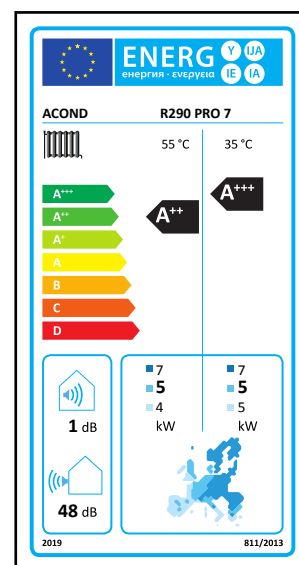 ENERG Y IJA
енергия · ενεργεια IE IA
ACOND R290 PRO 7
55 °C 35 °C
A+++
A++
A+
A
B
C
D
A++
A+++
7 7
5 5
4 5
kW kW
1 dB
48 dB
2019 811/2013